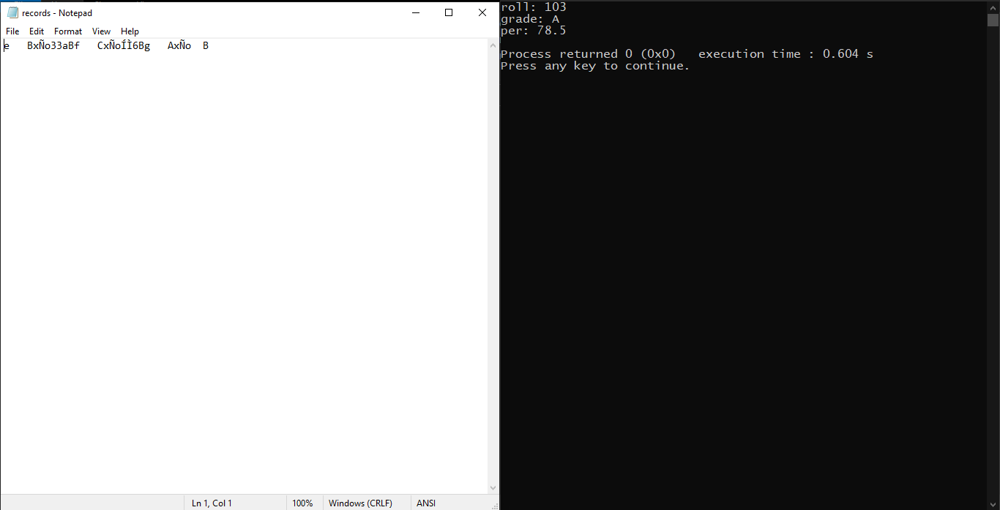 records - Notepad
File Edit Format View Help
e   BxÑo33aBf   CxÑoÍÌ6Bg   AxÑo  B
Ln 1, Col 1
100%
Windows (CRLF)
ANSI
roll: 103
grade: A
per: 78.5
Process returned 0 (0x0)   execution time : 0.604 s
Press any key to continue.